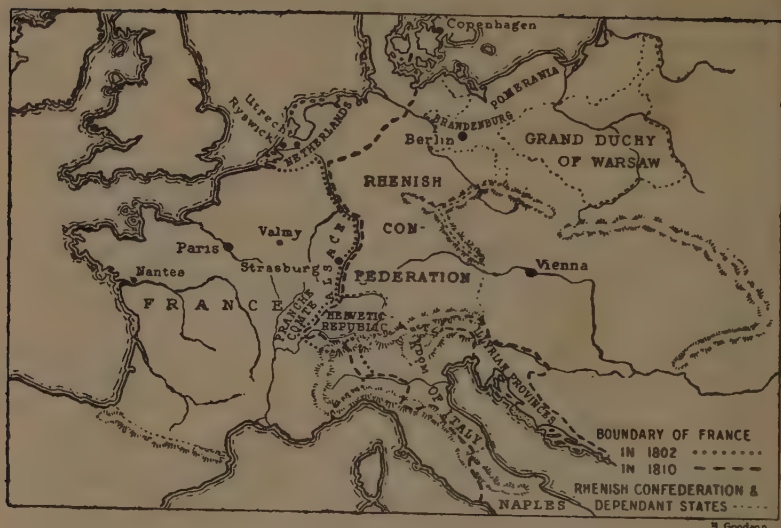 Copenhagen
Utrecht
Ryswick
NETHERLANDS
POMERANIA
BRANDENBURG
Berlin
GRAND DUCHY
OF WARSAW
RHENISH
CON-
FEDERATION
Paris
Valmy
Strasburg
ALSACE
Nantes
FRANCE
FRANCHE
COMTE
HELVETIC
REPUBLIC
Vienna
KDOM
OF ITALY
ILLYRIAN PROVINCES
NAPLES
BOUNDARY OF FRANCE
IN 1802
IN 1810
RHENISH CONFEDERATION &
DEPENDANT STATES